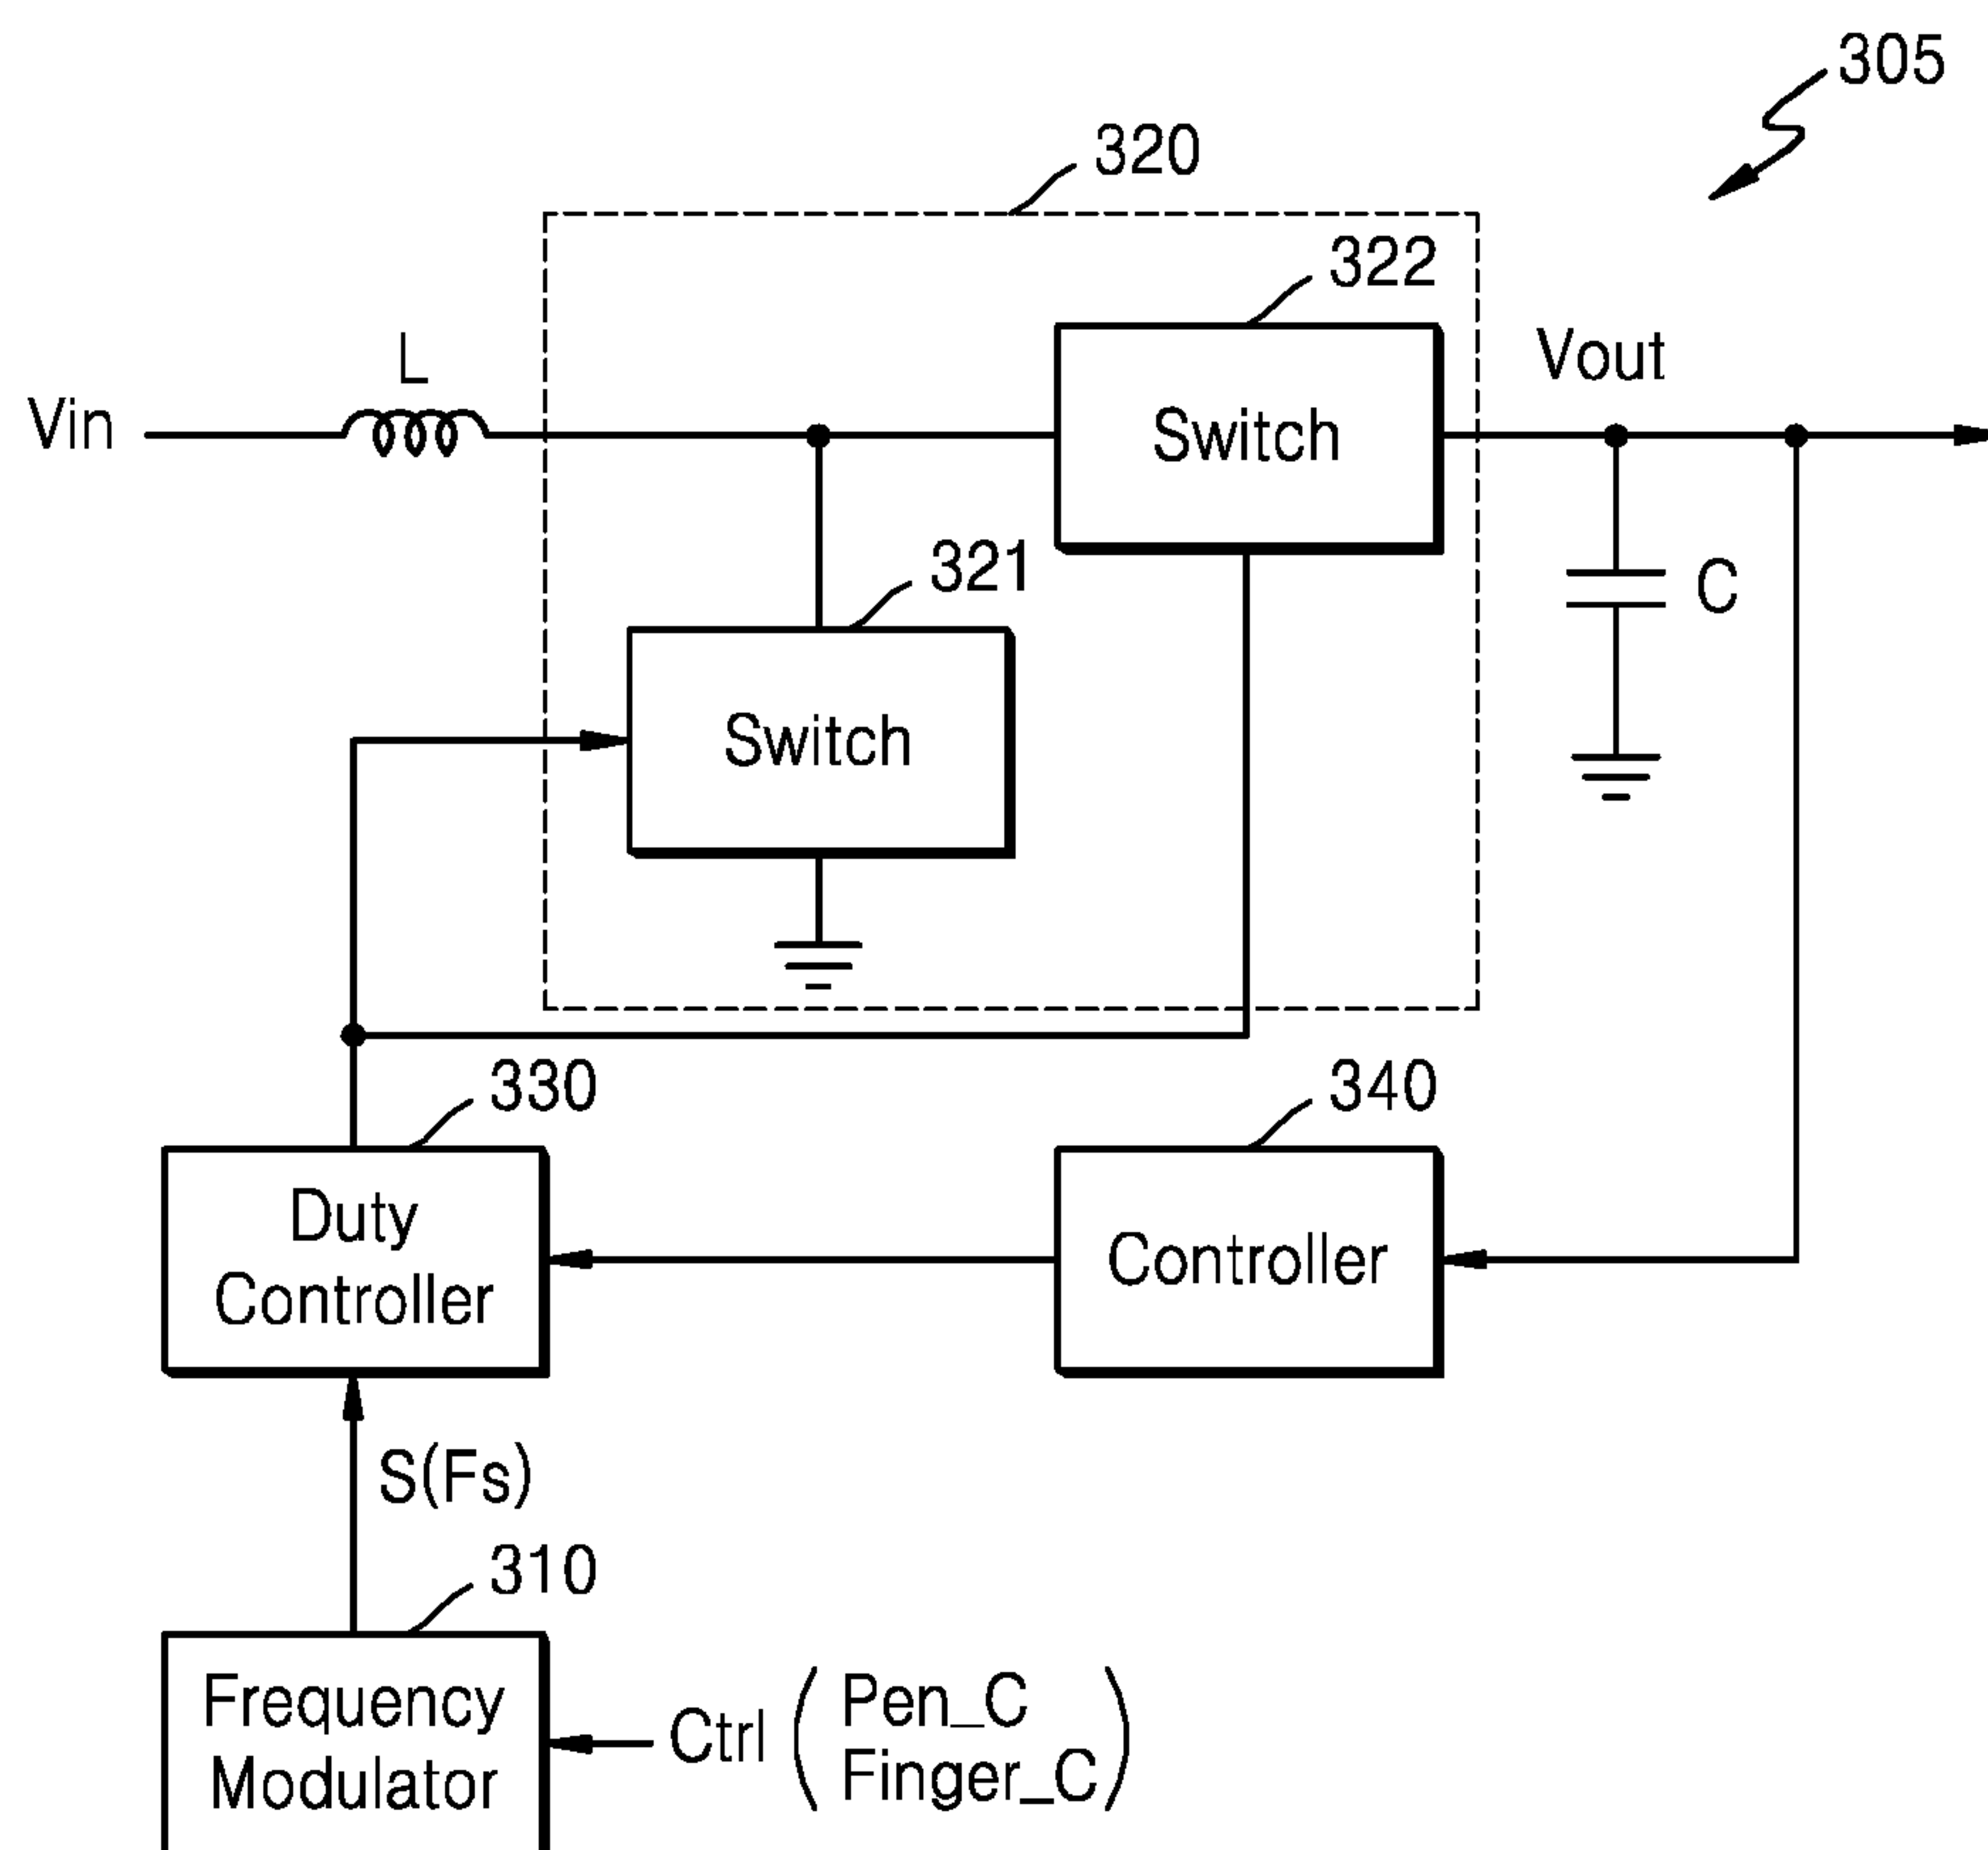 305
320
322
L
Vout
Vin
Switch
321
C
Switch
330
340
Duty
Controller
Controller
S(Fs)
310
Frequency
Modulator
Ctrl ( Pen_C
Finger_C )